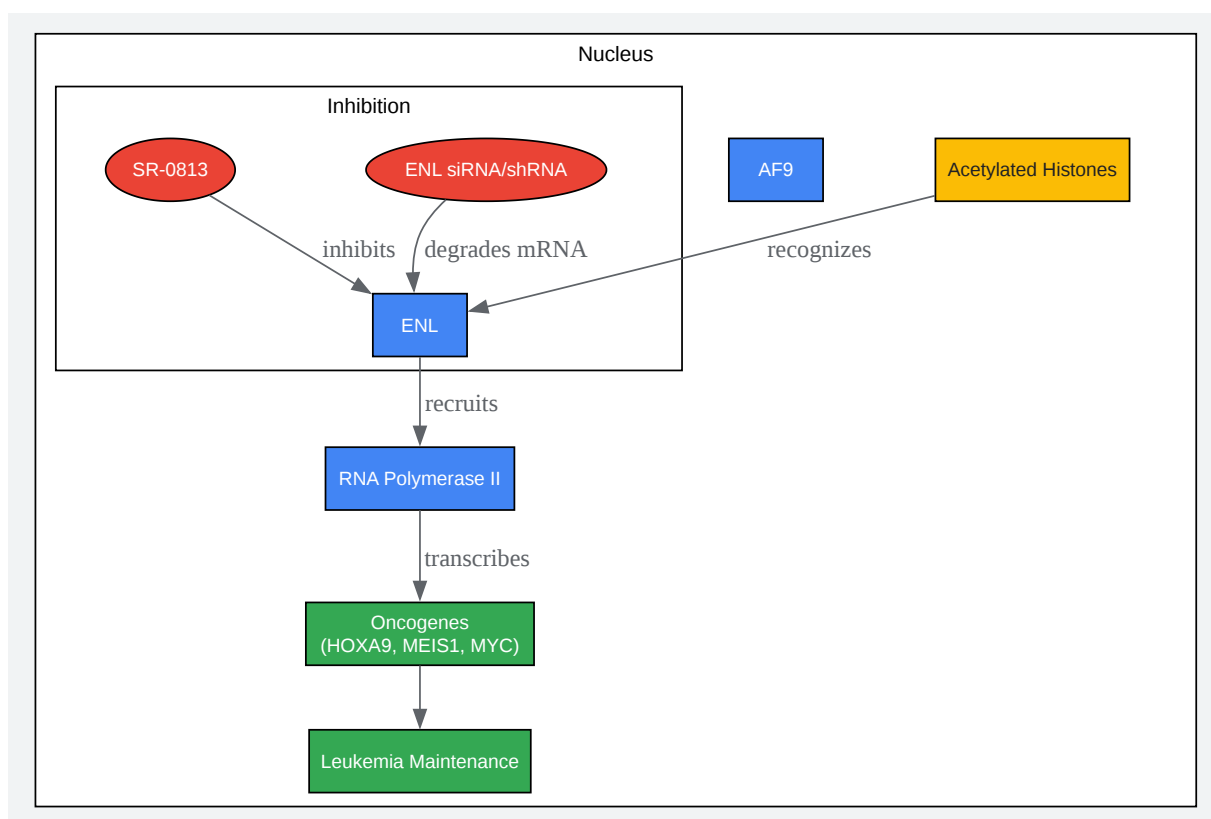 Nucleus
Inhibition
SR-0813
ENL siRNA/shRNA
AF9
Acetylated Histones
inhibits
degrades mRNA
recognizes
ENL
recruits
RNA Polymerase II
transcribes
Oncogenes
(HOXA9, MEIS1, MYC)
Leukemia Maintenance